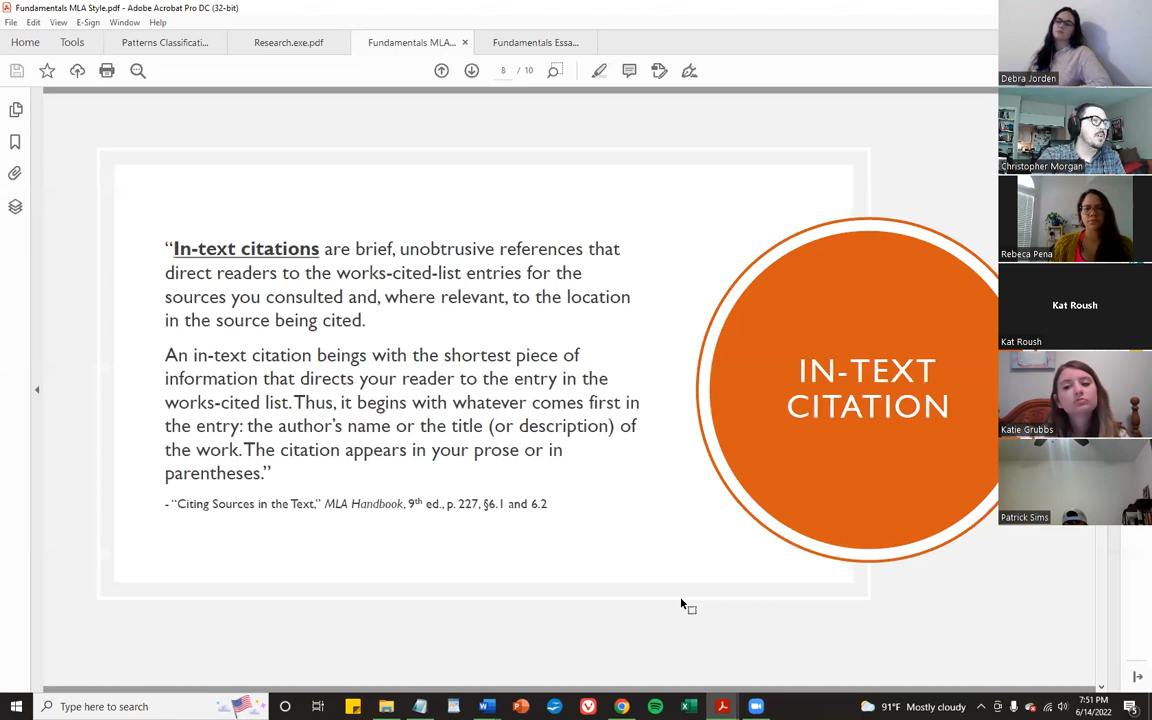 Fundamentals MLA Style.pdf - Adobe Acrobat Pro DC (32-bit)
File Edit View E-Sign Window Help
Home Tools Patterns Classificati... Research.exe.pdf Fundamentals MLA... × Fundamentals Essa...
8 / 10
“In-text citations are brief, unobtrusive references that
direct readers to the works-cited-list entries for the
sources you consulted and, where relevant, to the location
in the source being cited.
An in-text citation beings with the shortest piece of
information that directs your reader to the entry in the
works-cited list. Thus, it begins with whatever comes first in
the entry: the author’s name or the title (or description) of
the work. The citation appears in your prose or in
parentheses.”
- “Citing Sources in the Text,” MLA Handbook, 9th ed., p. 227, §6.1 and 6.2
IN-TEXT
CITATION
Debra Jorden
Christopher Morgan
Rebeca Pena
Kat Roush
Kat Roush
Katie Grubbs
Patrick Sims
Type here to search
91°F Mostly cloudy
7:51 PM
6/14/2022
5